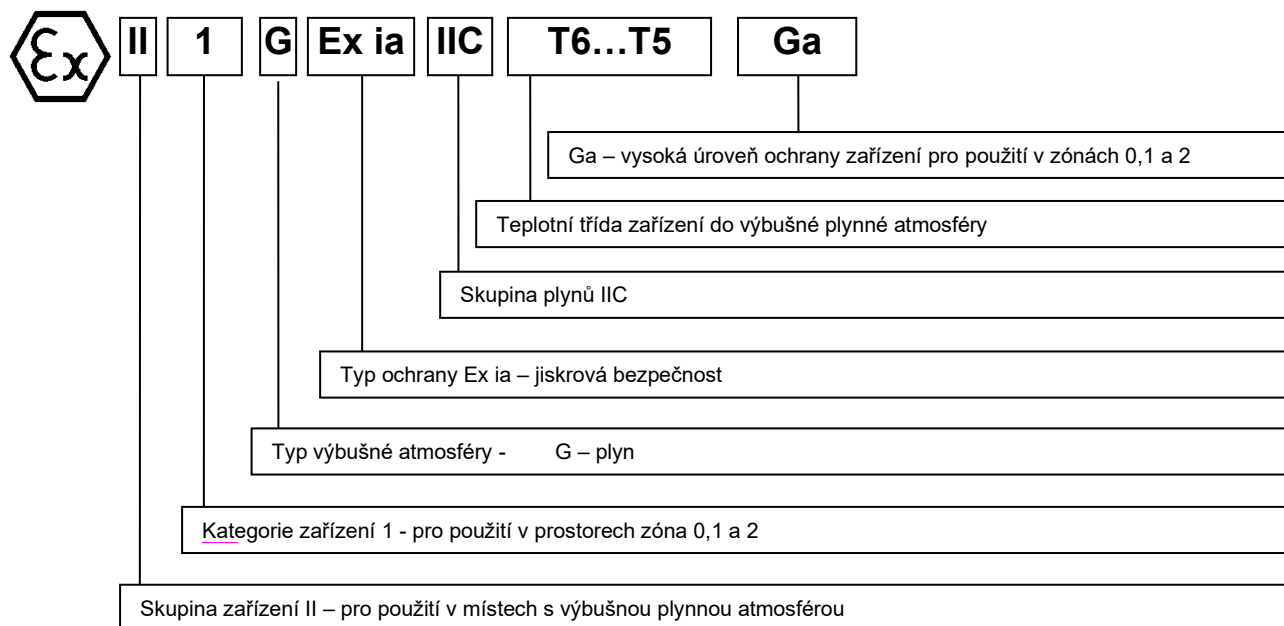 Ex II 1 G Ex ia IIC T6...T5 Ga
Ga – vysoká úroveň ochrany zařízení pro použití v zónách 0,1 a 2
Teplotní třída zařízení do výbušné plynné atmosféry
Skupina plynů IIC
Typ ochrany Ex ia – jiskrová bezpečnost
Typ výbušné atmosféry - G – plyn
Kategorie zařízení 1 - pro použití v prostorech zóna 0,1 a 2
Skupina zařízení II – pro použití v místech s výbušnou plynnou atmosférou